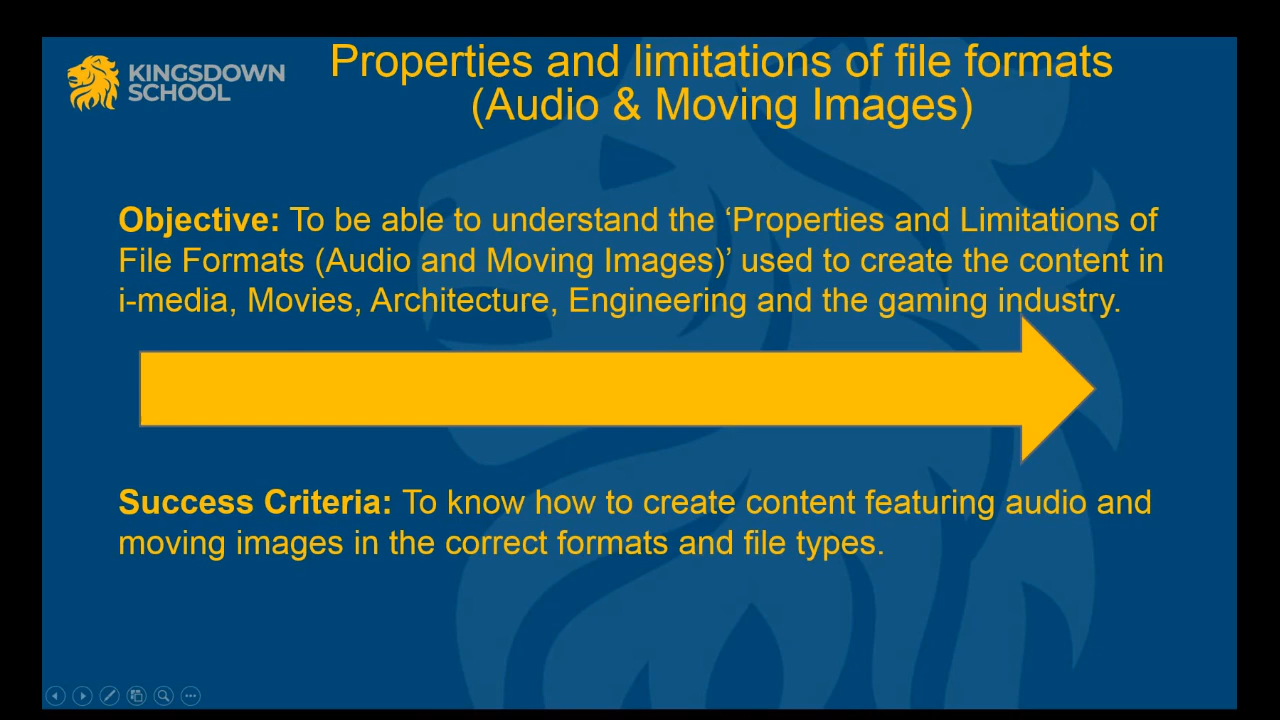 KINGSDOWN
SCHOOL
Properties and limitations of file formats
(Audio & Moving Images)
Objective: To be able to understand the ‘Properties and Limitations of
File Formats (Audio and Moving Images)’ used to create the content in
i-media, Movies, Architecture, Engineering and the gaming industry.
Success Criteria: To know how to create content featuring audio and
moving images in the correct formats and file types.